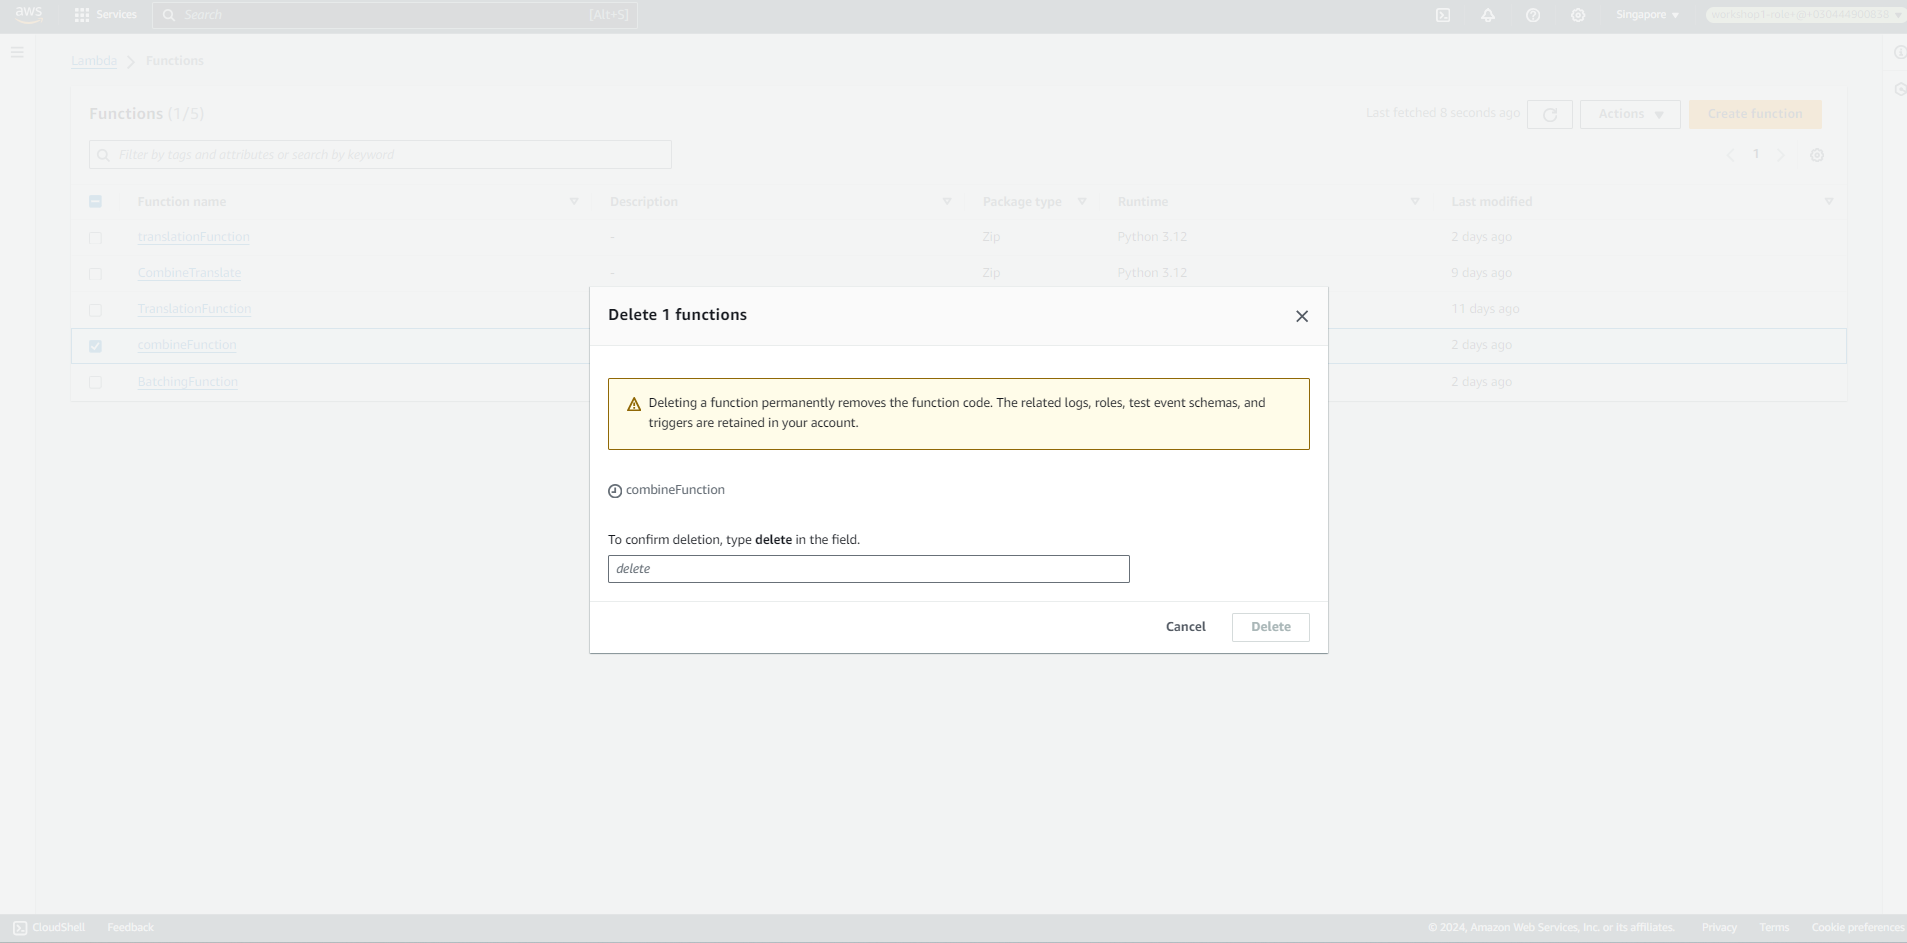 aws
Services
Search
[Alt+S]
Singapore
workshop1-role+@+030444900838
Lambda
Functions
Functions (1/5)
Last fetched 8 seconds ago
Actions
Create function
Filter by tags and attributes or search by keyword
1
Function name
Description
Package type
Runtime
Last modified
translationFunction
-
Zip
Python 3.12
2 days ago
CombineTranslate
-
Zip
Python 3.12
9 days ago
TranslationFunction
11 days ago
combineFunction
2 days ago
BatchingFunction
2 days ago
Delete 1 functions
Deleting a function permanently removes the function code. The related logs, roles, test event schemas, and
triggers are retained in your account.
combineFunction
To confirm deletion, type delete in the field.
delete
Cancel
Delete
CloudShell
Feedback
© 2024, Amazon Web Services, Inc. or its affiliates.
Privacy
Terms
Cookie preferences